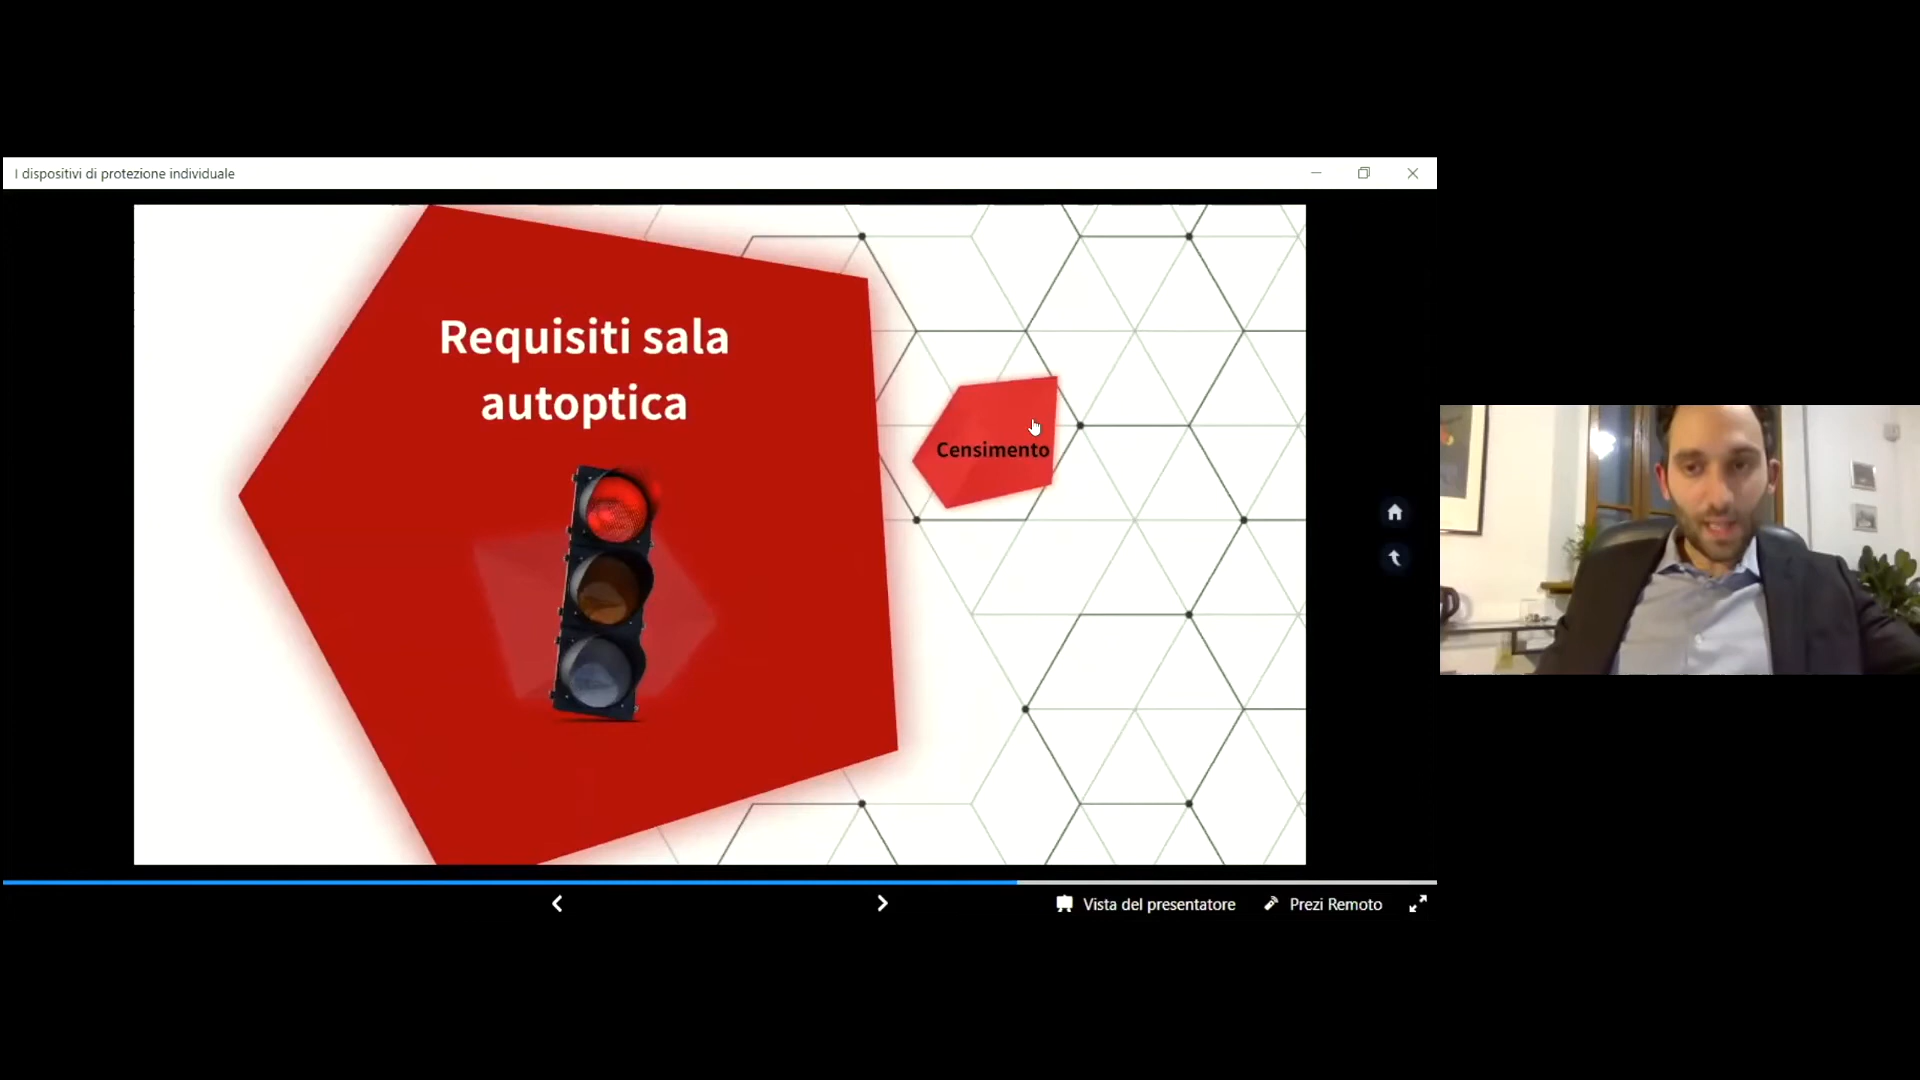 I dispositivi di protezione individuale
Requisiti sala
autoptica
Censimento
Vista del presentatore
Prezi Remoto